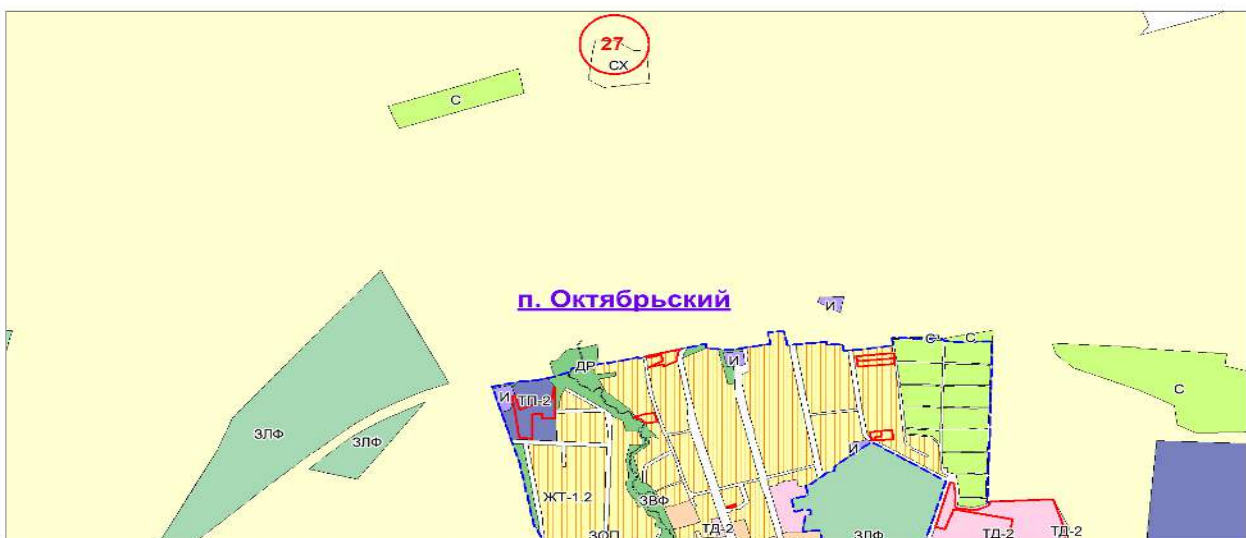 27
СХ
С
п. Октябрьский
И
С
С
И
ДР
С
И
ТП-2
ЗЛФ
ЗЛФ
И
ЖТ-1.2
ЗВФ
ТД-2
ЗОП
ЗЛФ
ТД-2
ТД-2